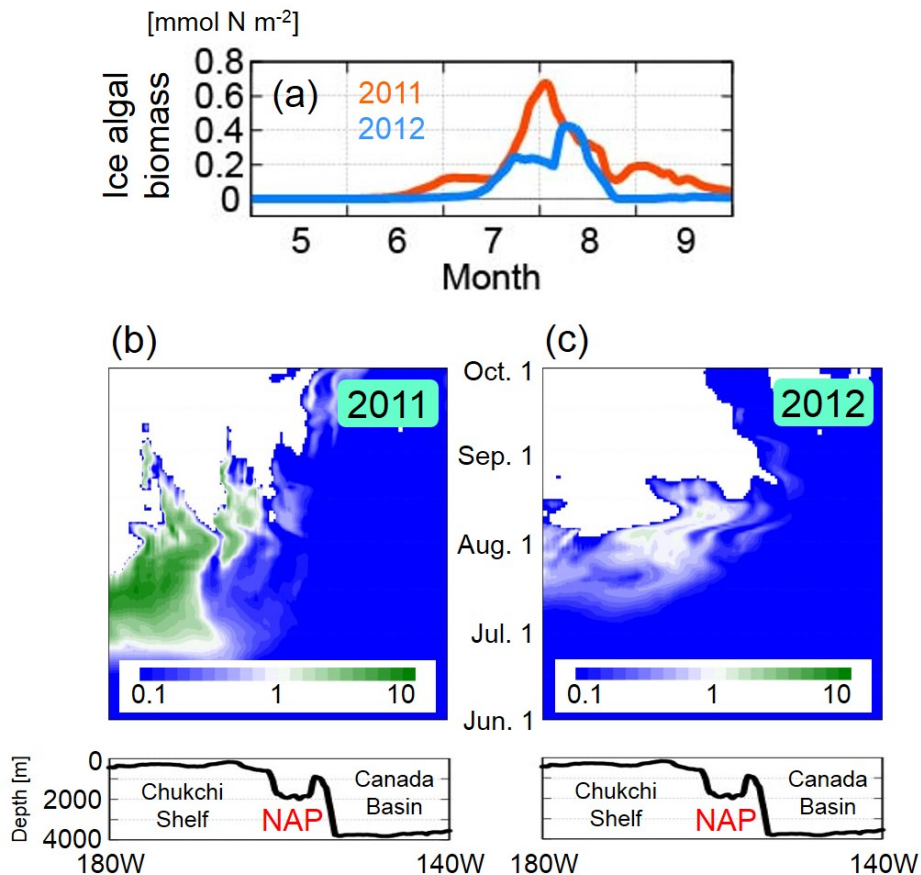 [mmol N m-2]
Ice algal
biomass
0.8
0.6
0.4
0.2
0
(a)
2011
2012
5 6 7 8 9
Month
(b)
2011
0.1 1 10
Oct. 1
Sep. 1
Aug. 1
Jul. 1
Jun. 1
(c)
2012
0.1 1 10
Depth [m]
0
2000
4000
Chukchi
Shelf
NAP
Canada
Basin
180W 140W
Chukchi
Shelf
NAP
Canada
Basin
180W 140W